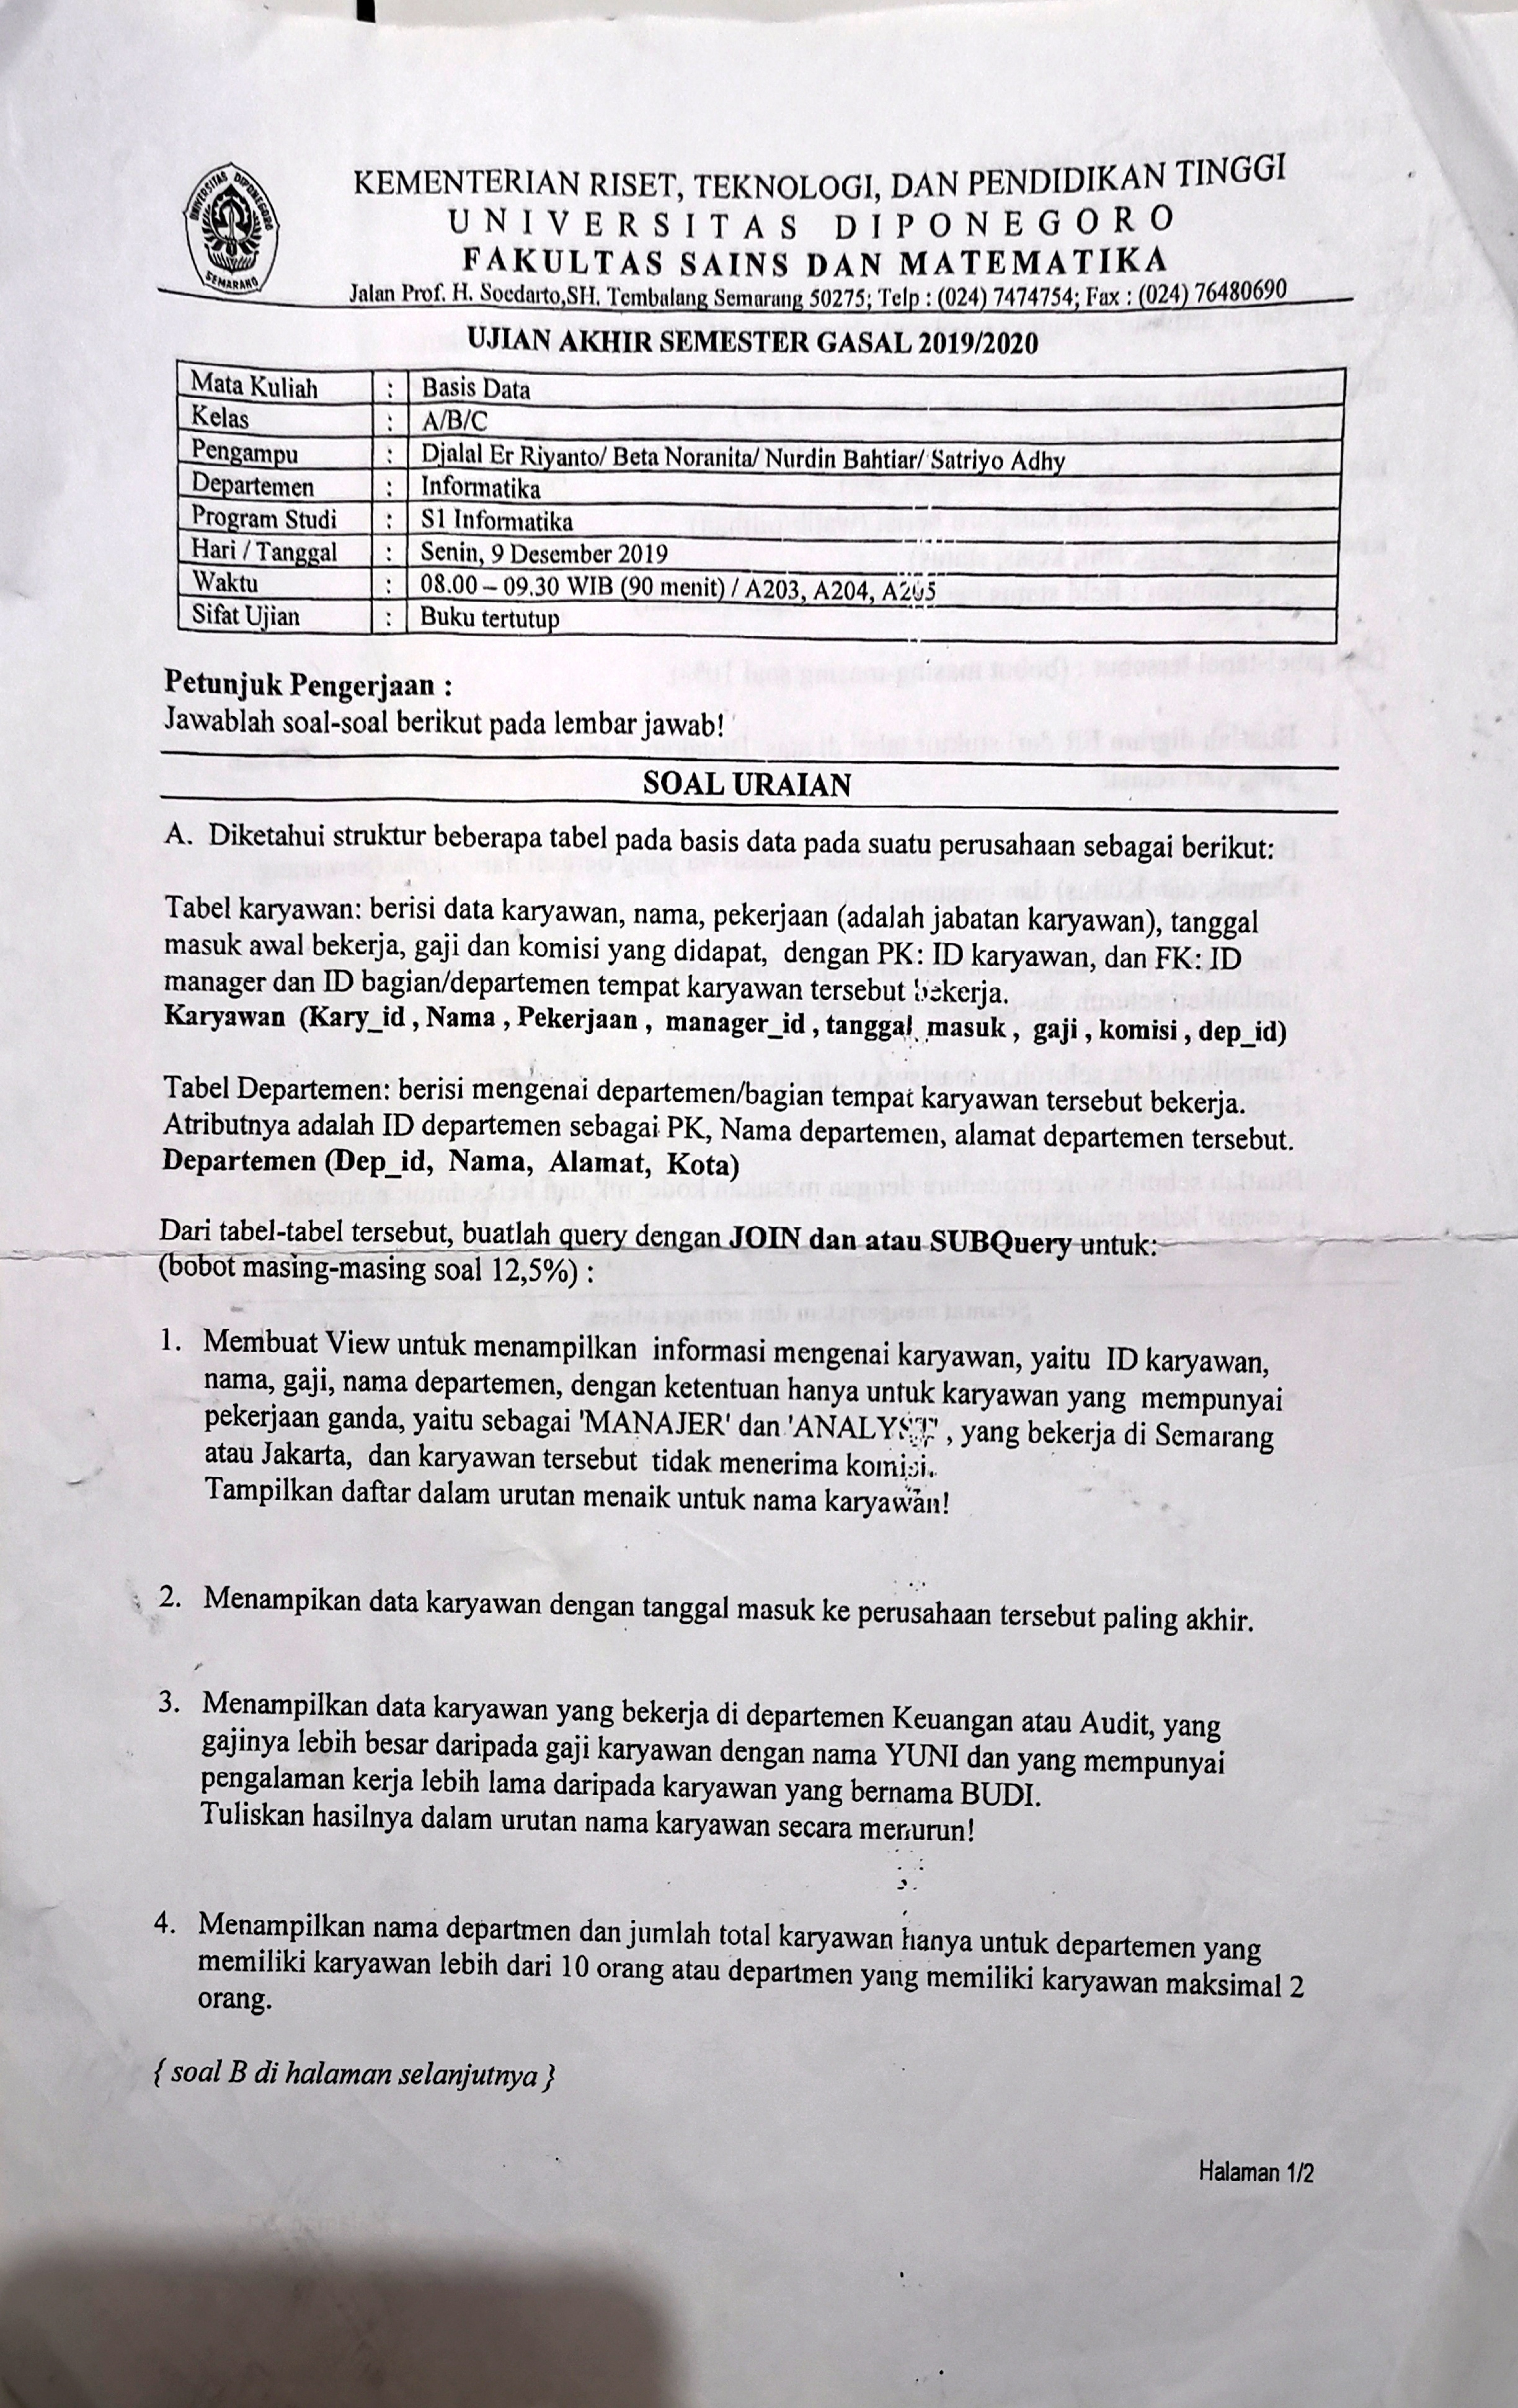 UNIVERSITAS DIPONEGORO
SEMARANG
KEMENTERIAN RISET, TEKNOLOGI, DAN PENDIDIKAN TINGGI
UNIVERSITAS DIPONEGORO
FAKULTAS SAINS DAN MATEMATIKA
Jalan Prof. H. Soedarto,SH. Tembalang Semarang 50275; Telp : (024) 7474754; Fax : (024) 76480690
UJIAN AKHIR SEMESTER GASAL 2019/2020
Mata Kuliah : Basis Data
Kelas : A/B/C
Pengampu : Djalal Er Riyanto/ Beta Noranita/ Nurdin Bahtiar/ Satriyo Adhy
Departemen : Informatika
Program Studi : S1 Informatika
Hari / Tanggal : Senin, 9 Desember 2019
Waktu : 08.00 – 09.30 WIB (90 menit) / A203, A204, A205
Sifat Ujian : Buku tertutup
Petunjuk Pengerjaan :
Jawablah soal-soal berikut pada lembar jawab!
SOAL URAIAN
A. Diketahui struktur beberapa tabel pada basis data pada suatu perusahaan sebagai berikut:
Tabel karyawan: berisi data karyawan, nama, pekerjaan (adalah jabatan karyawan), tanggal
masuk awal bekerja, gaji dan komisi yang didapat, dengan PK: ID karyawan, dan FK: ID
manager dan ID bagian/departemen tempat karyawan tersebut bekerja.
Karyawan (Kary_id , Nama , Pekerjaan , manager_id , tanggal_masuk , gaji , komisi , dep_id)
Tabel Departemen: berisi mengenai departemen/bagian tempat karyawan tersebut bekerja.
Atributnya adalah ID departemen sebagai PK, Nama departemen, alamat departemen tersebut.
Departemen (Dep_id, Nama, Alamat, Kota)
Dari tabel-tabel tersebut, buatlah query dengan JOIN dan atau SUBQuery untuk:
(bobot masing-masing soal 12,5%) :
1. Membuat View untuk menampilkan informasi mengenai karyawan, yaitu ID karyawan,
nama, gaji, nama departemen, dengan ketentuan hanya untuk karyawan yang mempunyai
pekerjaan ganda, yaitu sebagai 'MANAJER' dan 'ANALYST' , yang bekerja di Semarang
atau Jakarta, dan karyawan tersebut tidak menerima komisi.
Tampilkan daftar dalam urutan menaik untuk nama karyawan!
2. Menampikan data karyawan dengan tanggal masuk ke perusahaan tersebut paling akhir.
3. Menampilkan data karyawan yang bekerja di departemen Keuangan atau Audit, yang
gajinya lebih besar daripada gaji karyawan dengan nama YUNI dan yang mempunyai
pengalaman kerja lebih lama daripada karyawan yang bernama BUDI.
Tuliskan hasilnya dalam urutan nama karyawan secara menurun!
4. Menampilkan nama departmen dan jumlah total karyawan hanya untuk departemen yang
memiliki karyawan lebih dari 10 orang atau departmen yang memiliki karyawan maksimal 2
orang.
{ soal B di halaman selanjutnya }
Halaman 1/2